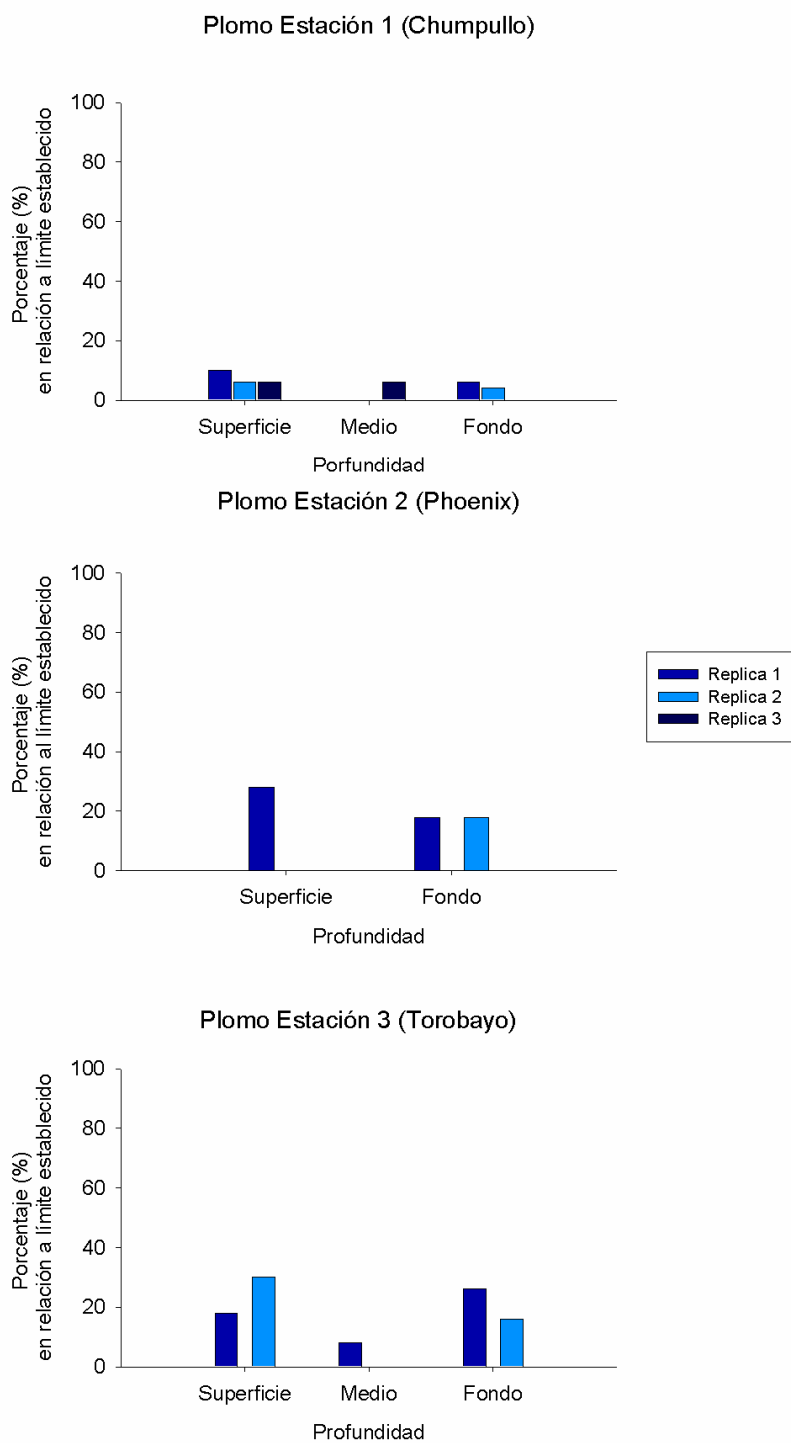 Plomo Estación 1 (Chumpullo)
Porcentaje (%)
en relación a límite establecido
100
80
60
40
20
0
Superficie Medio Fondo
Porfundidad
Plomo Estación 2 (Phoenix)
Porcentaje (%)
en relación al límite establecido
100
80
60
40
20
0
Superficie Fondo
Profundidad
Replica 1
Replica 2
Replica 3
Plomo Estación 3 (Torobayo)
Porcentaje (%)
en relación a límite establecido
100
80
60
40
20
0
Superficie Medio Fondo
Profundidad